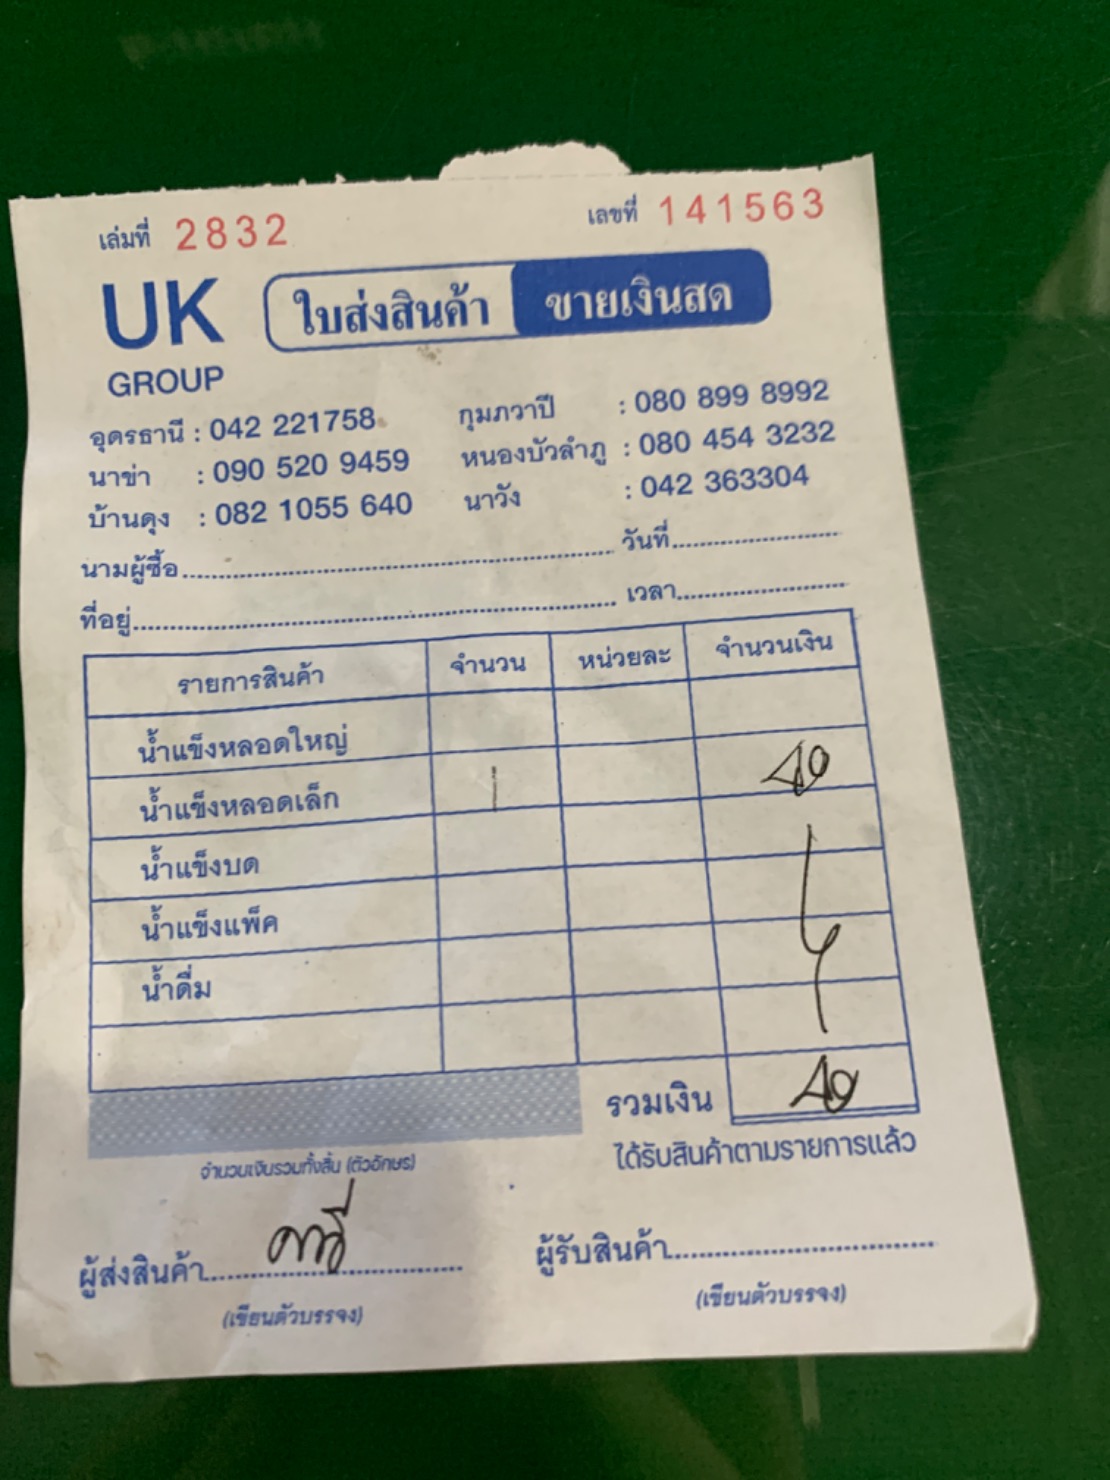 เล่มที่ 2832 เลขที่ 141563
UK GROUP ใบส่งสินค้า ขายเงินสด
อุดรธานี : 042 221758 กุมภวาปี : 080 899 8992
นาข่า : 090 520 9459 หนองบัวลำภู : 080 454 3232
บ้านดุง : 082 1055 640 นาวัง : 042 363304
นามผู้ซื้อ วันที่
ที่อยู่ เวลา
รายการสินค้า จำนวน หน่วยละ จำนวนเงิน
น้ำแข็งหลอดใหญ่
น้ำแข็งหลอดเล็ก 1 40
น้ำแข็งบด
น้ำแข็งแพ็ค
น้ำดื่ม
รวมเงิน 40
จำนวนเงินรวมทั้งสิ้น (ตัวอักษร) ได้รับสินค้าตามรายการแล้ว
ผู้ส่งสินค้า ผู้รับสินค้า
(เขียนตัวบรรจง) (เขียนตัวบรรจง)